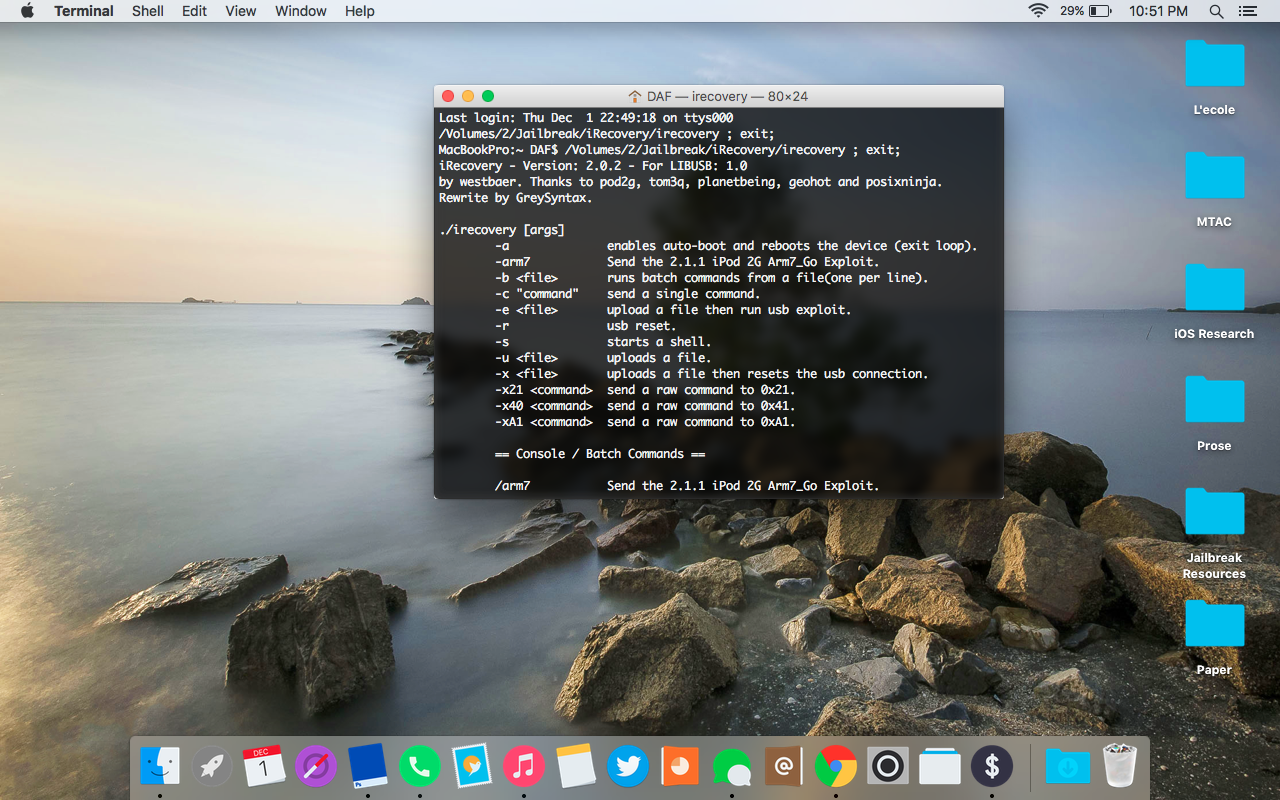 Terminal Shell Edit View Window Help 29% 10:51 PM
DAF — irecovery — 80×24
Last login: Thu Dec  1 22:49:18 on ttys000
/Volumes/2/Jailbreak/iRecovery/irecovery ; exit;
MacBookPro:~ DAF$ /Volumes/2/Jailbreak/iRecovery/irecovery ; exit;
iRecovery - Version: 2.0.2 - For LIBUSB: 1.0
by westbaer. Thanks to pod2g, tom3q, planetbeing, geohot and posixninja.
Rewrite by GreySyntax.
./irecovery [args]
-a enables auto-boot and reboots the device (exit loop).
-arm7 Send the 2.1.1 iPod 2G Arm7_Go Exploit.
-b <file> runs batch commands from a file(one per line).
-c "command" send a single command.
-e <file> upload a file then run usb exploit.
-r usb reset.
-s starts a shell.
-u <file> uploads a file.
-x <file> uploads a file then resets the usb connection.
-x21 <command> send a raw command to 0x21.
-x40 <command> send a raw command to 0x41.
-xA1 <command> send a raw command to 0xA1.
== Console / Batch Commands ==
/arm7 Send the 2.1.1 iPod 2G Arm7_Go Exploit.
L'ecole
MTAC
iOS Research
Prose
Jailbreak
Resources
Paper
DEC
1
Ps
@
$